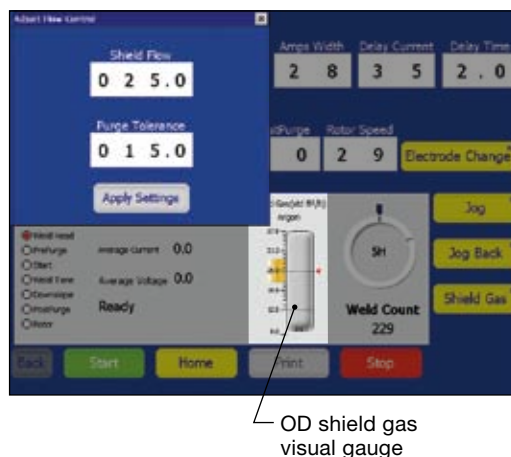 Adjust Flow Control
Shield Flow
0 2 5.0
Purge Tolerance
0 1 5.0
Apply Settings
Amps Width
2 8
Delay Current
3 5
Delay Time
2 . 0
0
Rotor Speed
2 9
Electrode Change
Weld Head
PrePurge
Start
Weld Time
Downslope
PostPurge
Rotor
Average Current 0.0
Average Voltage 0.0
Ready
Argon
SH
Weld Count
229
Jog
Jog Back
Shield Gas
Back
Start
Home
Print
Stop
OD shield gas
visual gauge